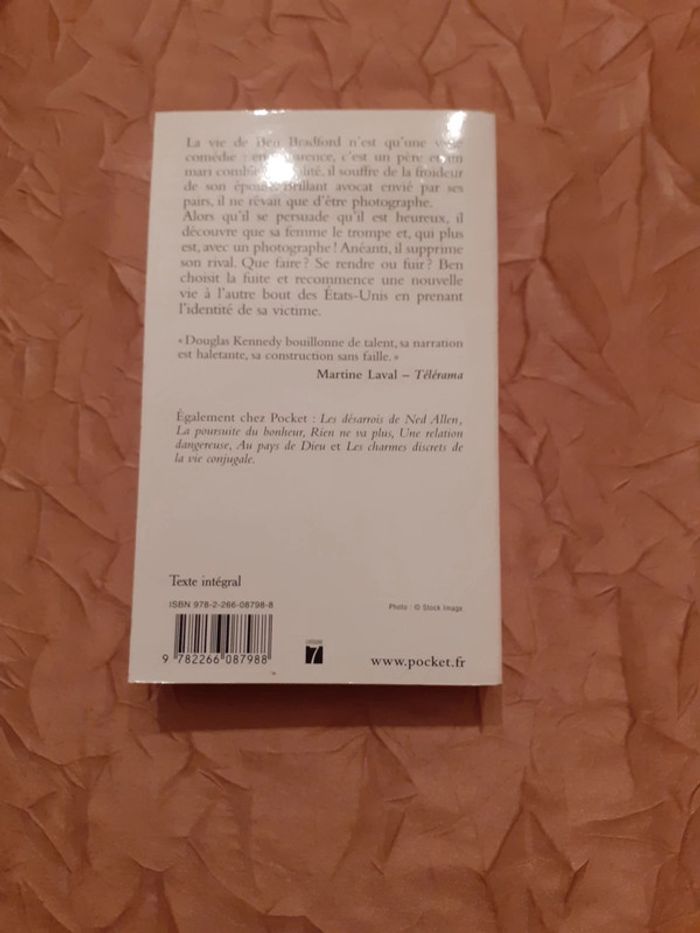 La vie de Ben Bradford n'est qu'une
comédie : en apparence, c'est un père et un
mari il souffre de la froideur
de son Brillant avocat envié par ses
pairs, il ne rêvait que d'être photographe.
Alors qu'il se persuade qu'il est heureux, il
découvre que sa femme le trompe et, qui plus
est, avec un photographe ! Anéanti, il supprime
son rival. Que faire ? Se rendre ou fuir ? Ben
choisit la fuite et recommence une nouvelle
vie à l'autre bout des États-Unis en prenant
l'identité de sa victime.
« Douglas Kennedy bouillonne de talent, sa narration
est haletante, sa construction sans faille. »
Martine Laval – Télérama
Également chez Pocket : Les désarrois de Ned Allen,
La poursuite du bonheur, Rien ne va plus, Une relation
dangereuse, Au pays de Dieu et Les charmes discrets de
la vie conjugale.
Texte intégral
ISBN 978-2-266-08798-8
Photo : © Stock Image
9 782266 087988
7
www.pocket.fr